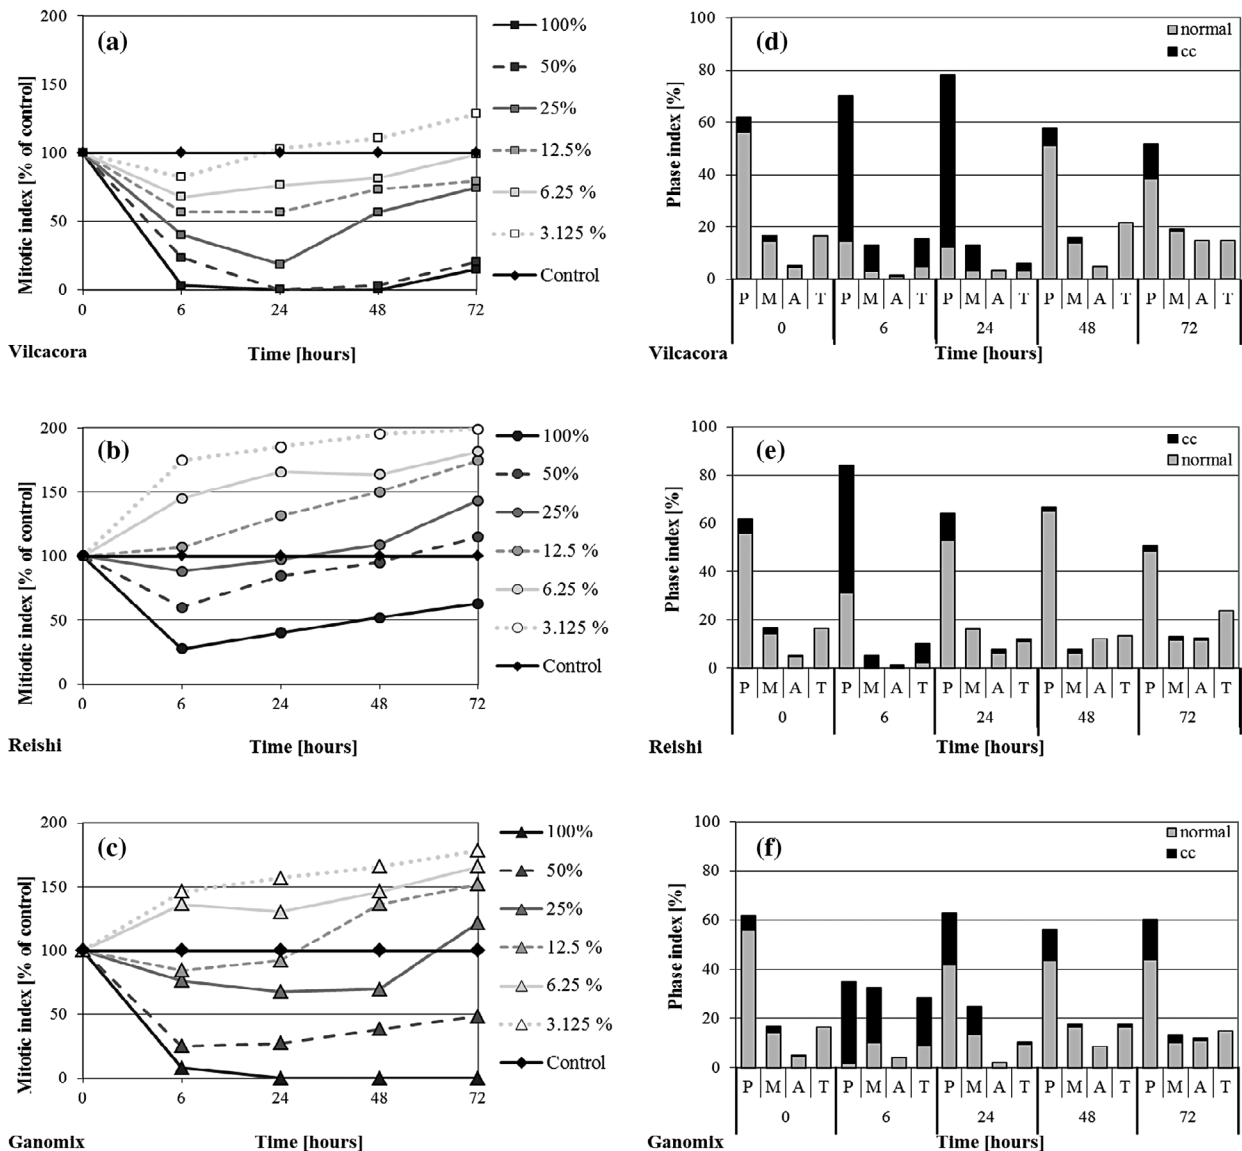 (a)
Mitotic index [% of control]
200
150
100
50
0
0 6 24 48 72
100%
50%
25%
12.5%
6.25 %
3.125 %
Control
Vilcacora
Time [hours]
(d)
Phase index [%]
100
80
60
40
20
0
normal
cc
P M A T P M A T P M A T P M A T P M A T
0 6 24 48 72
Vilcacora
Time [hours]
(b)
Mitiotic index [% of control]
200
150
100
50
0
0 6 24 48 72
100%
50%
25%
12.5 %
6.25 %
3.125 %
Control
Reishi
Time [hours]
(e)
Phase index [%]
100
80
60
40
20
0
cc
normal
P M A T P M A T P M A T P M A T P M A T
0 6 24 48 72
Reishi
Time [hours]
(c)
Mitotic index [% of control]
200
150
100
50
0
0 6 24 48 72
100%
50%
25%
12.5 %
6.25 %
3.125 %
Control
Ganomix
Time [hours]
(f)
Phase index [%]
100
80
60
40
20
0
normal
cc
P M A T P M A T P M A T P M A T P M A T
0 6 24 48 72
Ganomix
Time [hours]